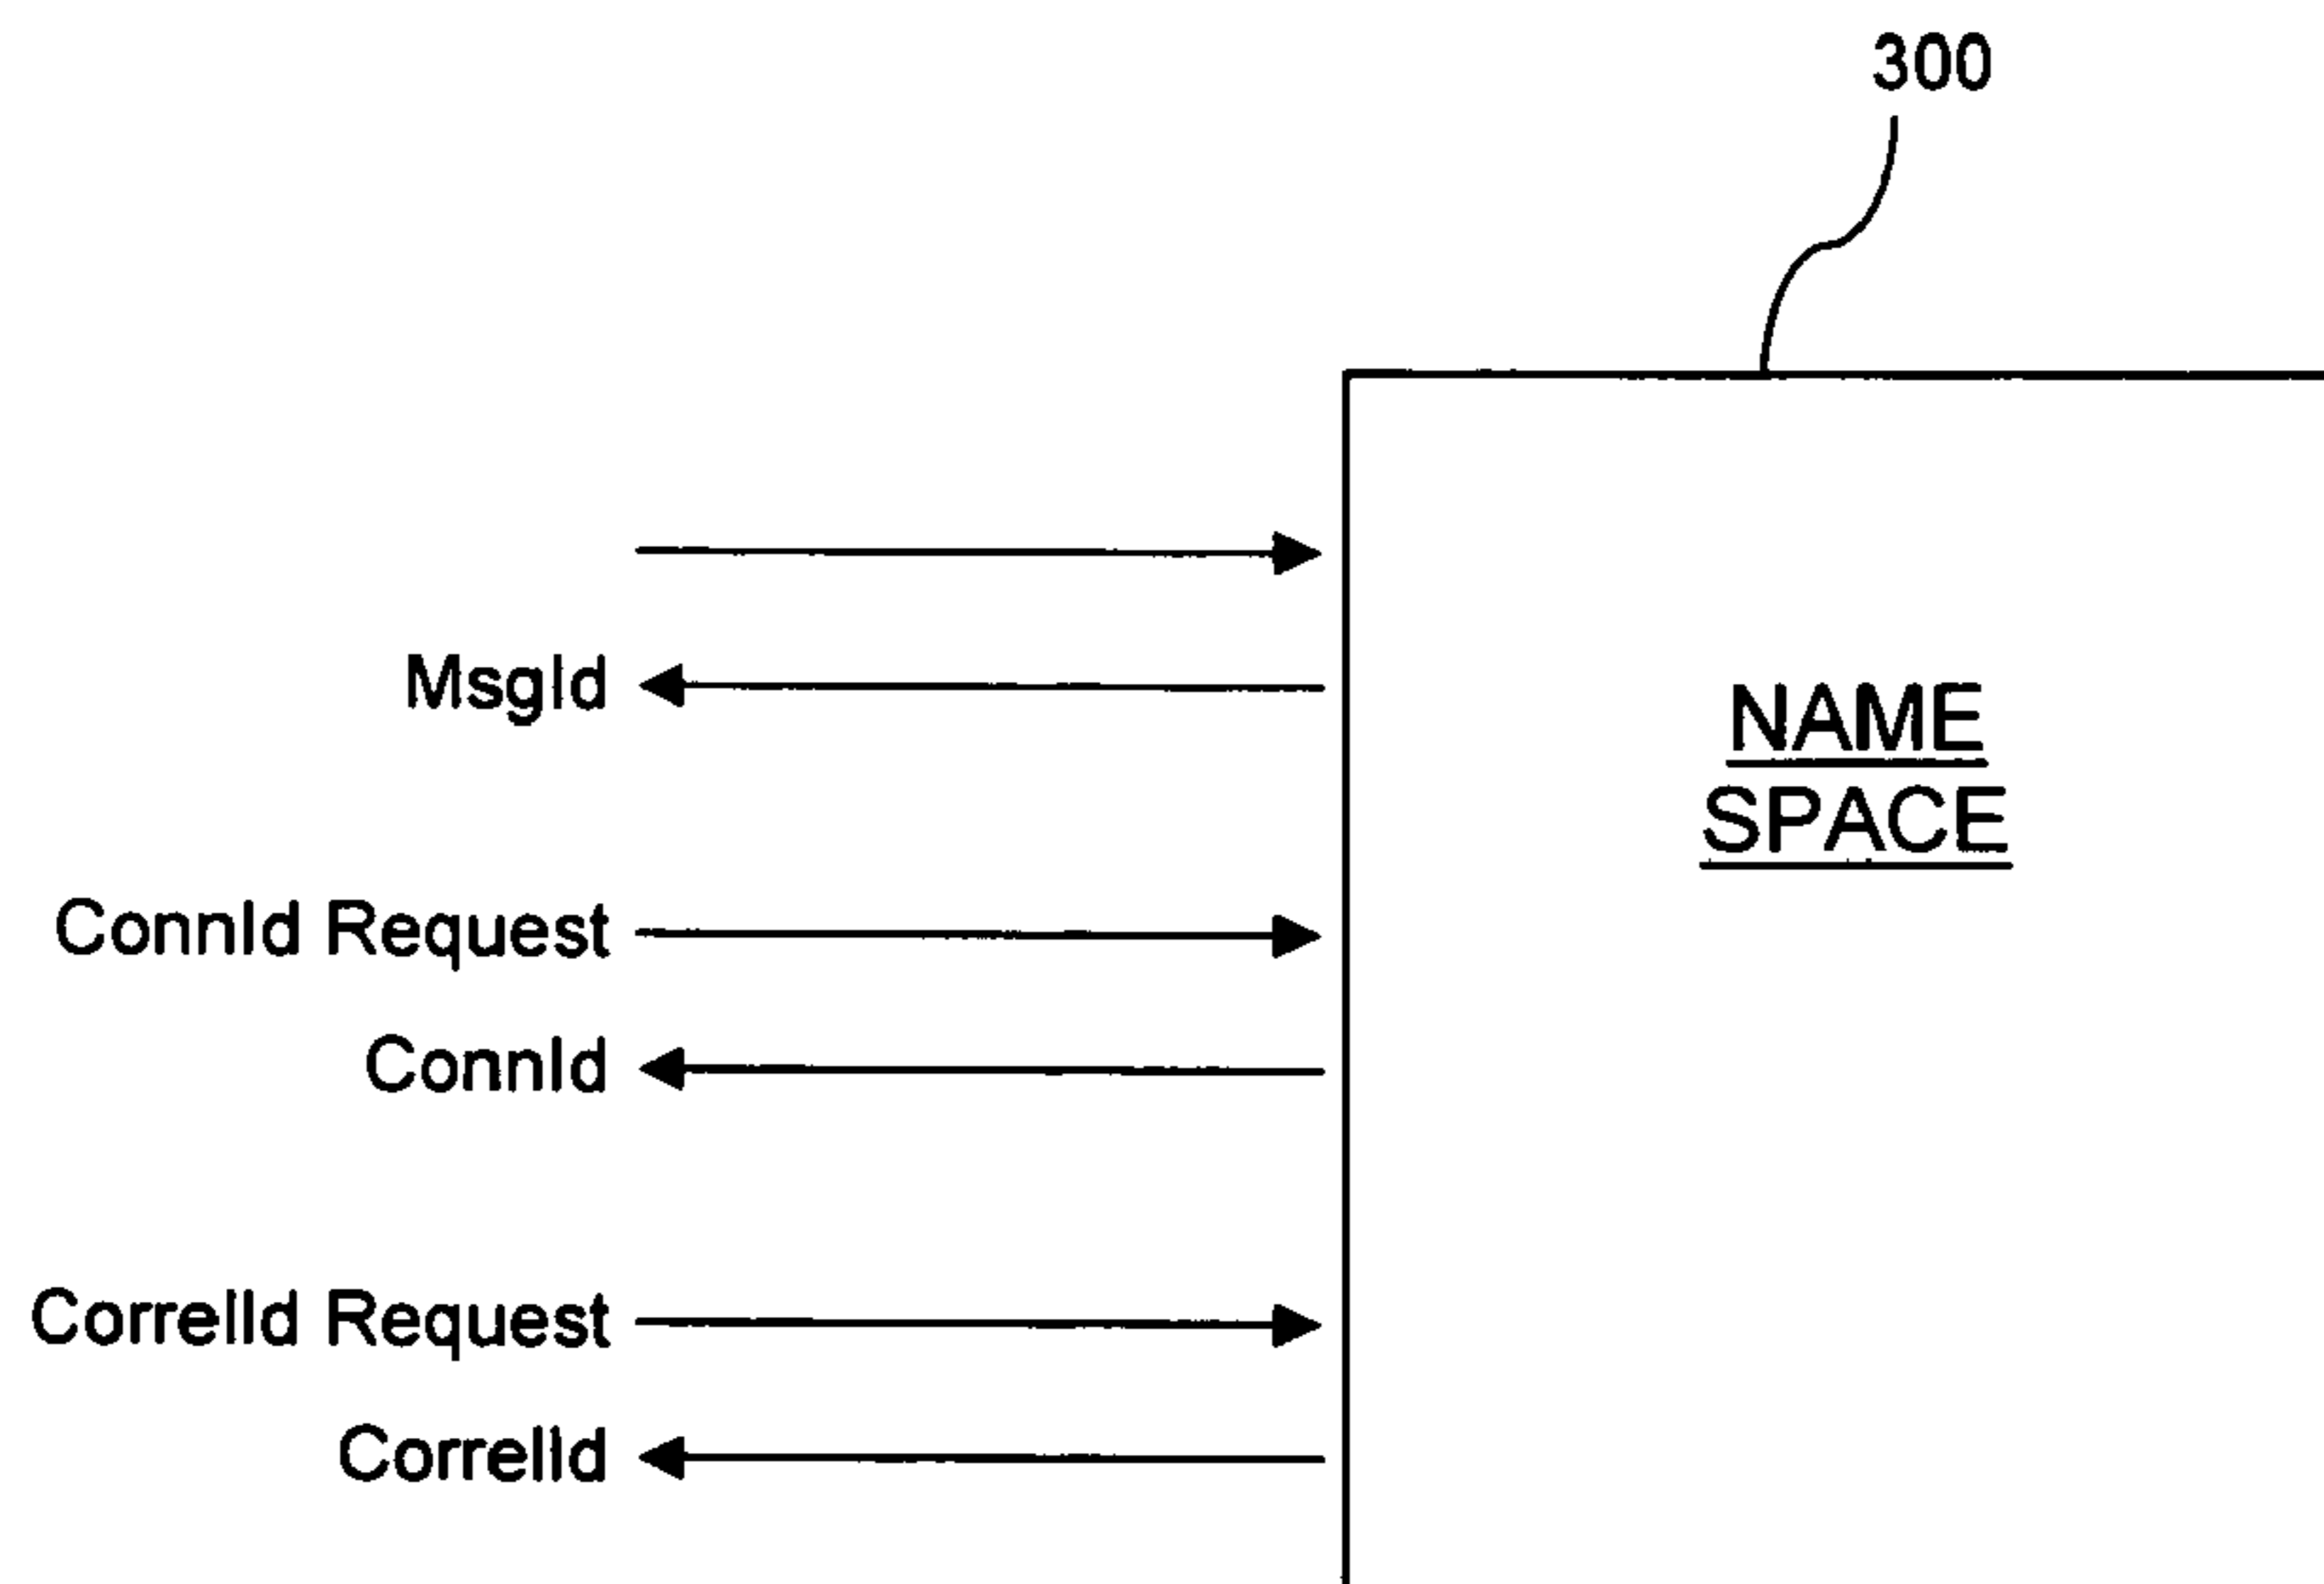 300
MsgId
NAME
SPACE
ConnId Request
ConnId
CorrelId Request
CorrelId